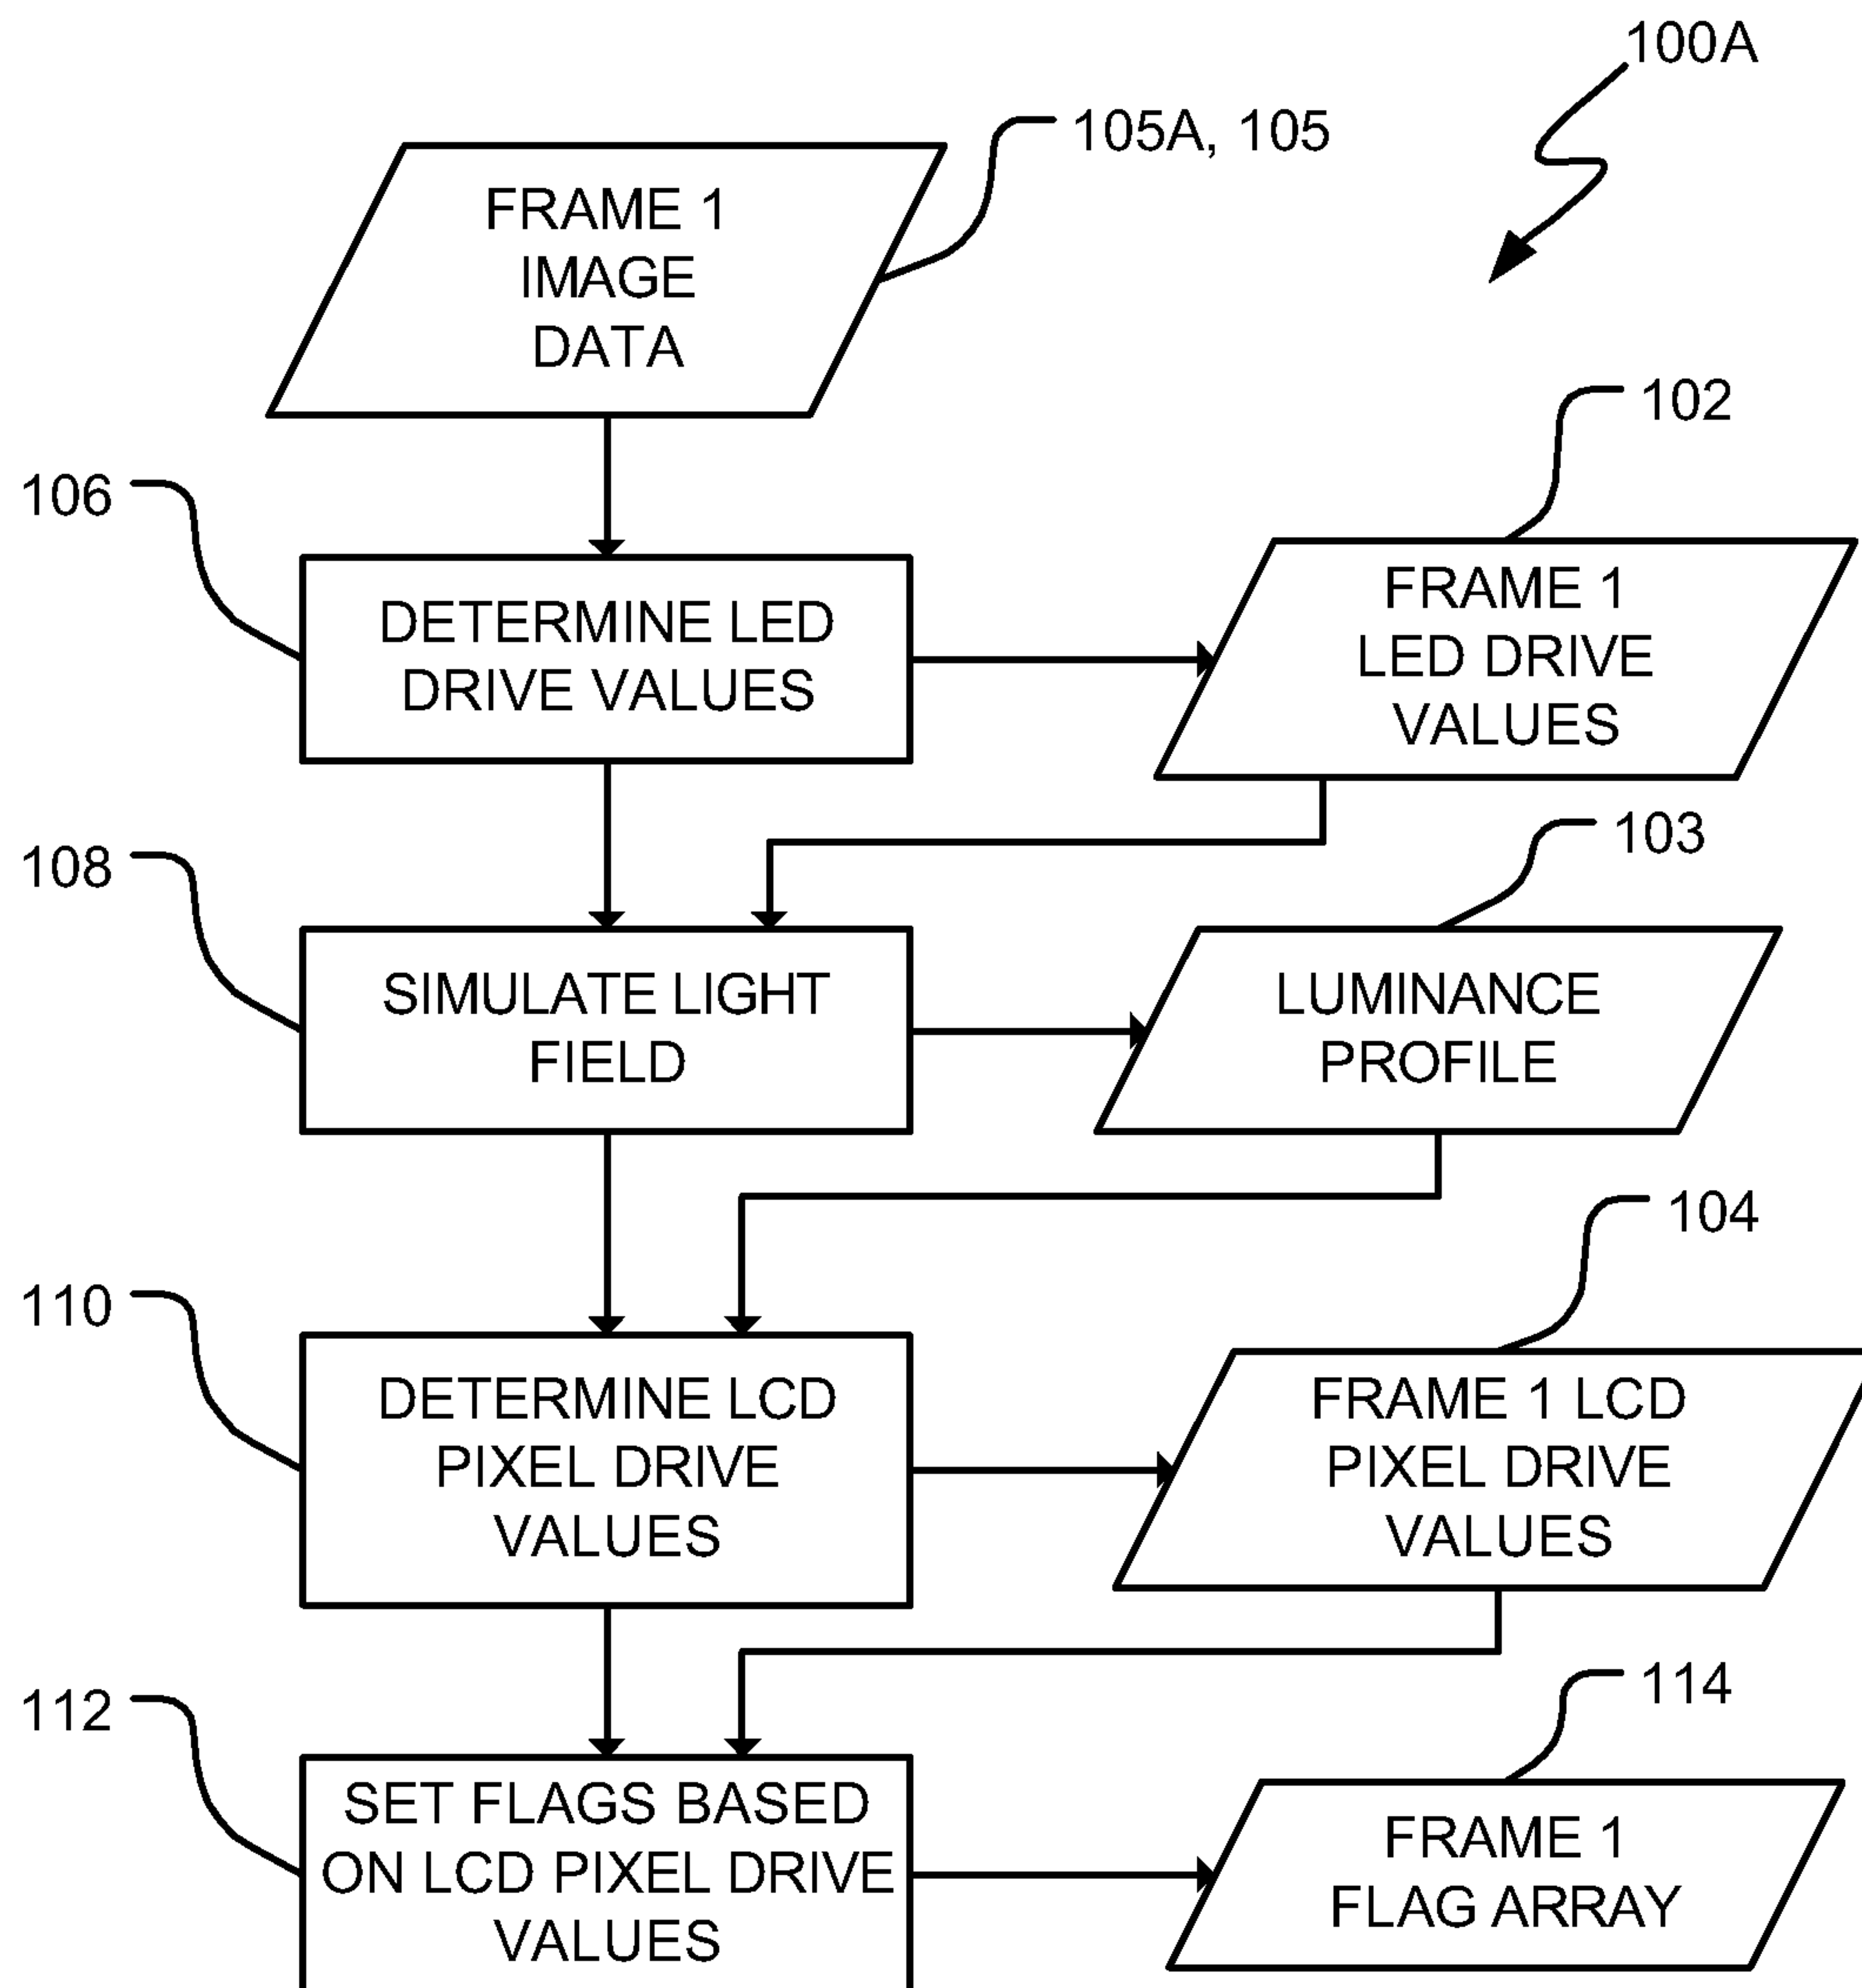 100A
105A, 105
FRAME 1
IMAGE
DATA
102
106
DETERMINE LED
DRIVE VALUES
FRAME 1
LED DRIVE
VALUES
103
108
SIMULATE LIGHT
FIELD
LUMINANCE
PROFILE
104
110
DETERMINE LCD
PIXEL DRIVE
VALUES
FRAME 1 LCD
PIXEL DRIVE
VALUES
114
112
SET FLAGS BASED
ON LCD PIXEL DRIVE
VALUES
FRAME 1
FLAG ARRAY